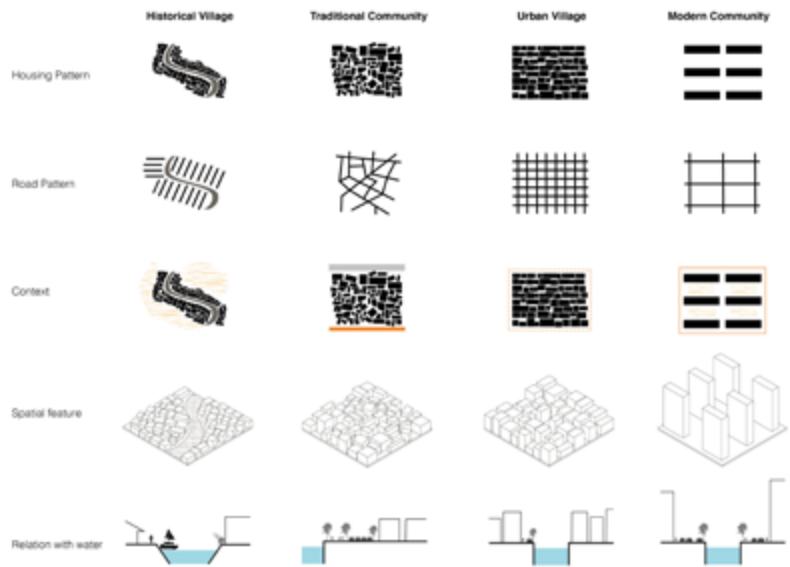 Historical Village Traditional Community Urban Village Modern Community
Housing Pattern
Road Pattern
Context
Spatial feature
Relation with water